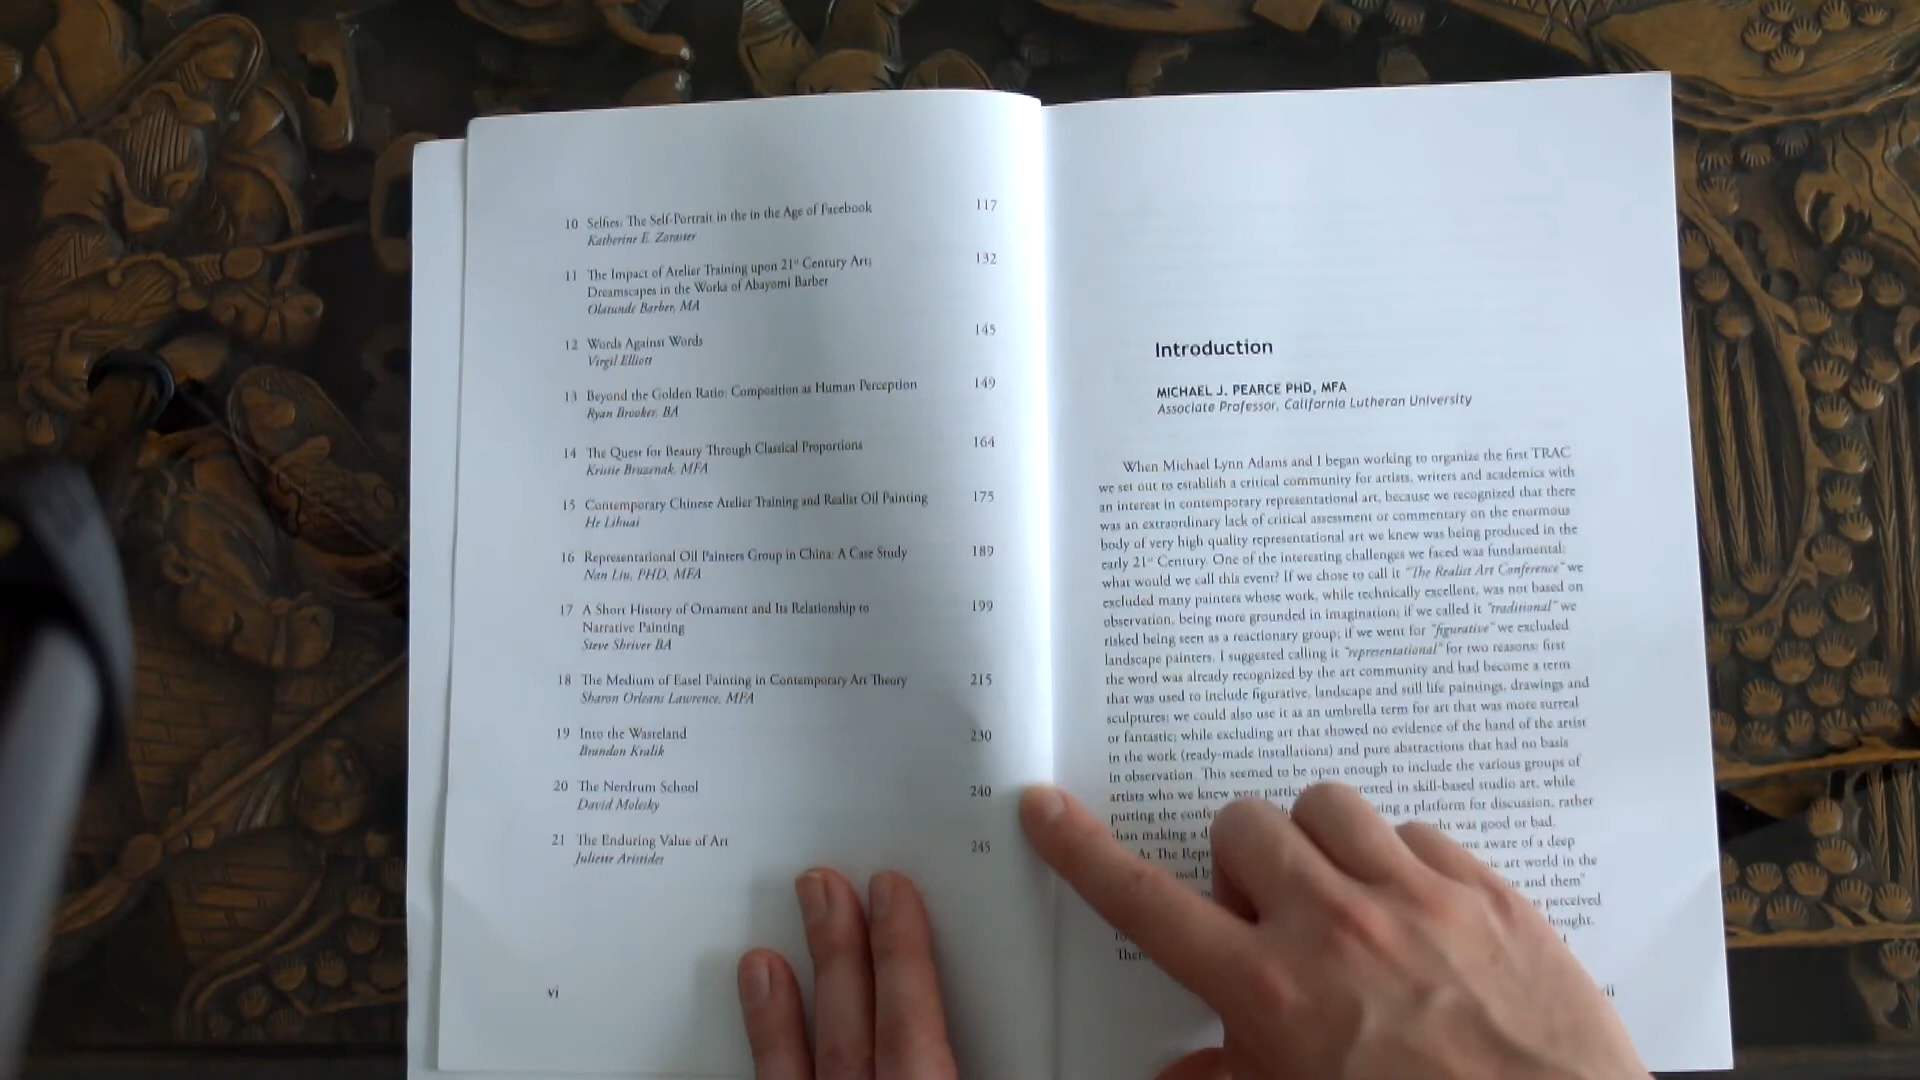 10 Selfies: The Self-Portrait in the in the Age of Facebook 117
Katherine E. Zoraster
11 The Impact of Atelier Training upon 21st Century Art: 132
Dreamscapes in the Works of Abayomi Barber
Olatunde Barber, MA
12 Words Against Words 145
Virgil Elliott
13 Beyond the Golden Ratio: Composition as Human Perception 149
Ryan Brooker, BA
14 The Quest for Beauty Through Classical Proportions 164
Kristie Bruzenak, MFA
15 Contemporary Chinese Atelier Training and Realist Oil Painting 175
He Lihuai
16 Representational Oil Painters Group in China: A Case Study 189
Nan Liu, PHD, MFA
17 A Short History of Ornament and Its Relationship to 199
Narrative Painting
Steve Shriver BA
18 The Medium of Easel Painting in Contemporary Art Theory 215
Sharon Orleans Lawrence, MFA
19 Into the Wasteland 230
Brandon Kralik
20 The Nerdrum School 240
David Molesky
21 The Enduring Value of Art 245
Juliette Aristides
vi
Introduction
MICHAEL J. PEARCE PHD, MFA
Associate Professor, California Lutheran University
When Michael Lynn Adams and I began working to organize the first TRAC
we set out to establish a critical community for artists, writers and academics with
an interest in contemporary representational art, because we recognized that there
was an extraordinary lack of critical assessment or commentary on the enormous
body of very high quality representational art we knew was being produced in the
early 21st Century. One of the interesting challenges we faced was fundamental:
what would we call this event? If we chose to call it "The Realist Art Conference" we
excluded many painters whose work, while technically excellent, was not based on
observation, being more grounded in imagination; if we called it "traditional" we
risked being seen as a reactionary group; if we went for "figurative" we excluded
landscape painters. I suggested calling it "representational" for two reasons: first
the word was already recognized by the art community and had become a term
that was used to include figurative, landscape and still life paintings, drawings and
sculptures; we could also use it as an umbrella term for art that was more surreal
or fantastic; while excluding art that showed no evidence of the hand of the artist
in the work (ready-made installations) and pure abstractions that had no basis
in observation. This seemed to be open enough to include the various groups of
artists who we knew were in skill-based studio art, while
putting the a platform for discussion, rather
than making a was good or bad.
At The aware of a deep
art world in the
us and them"
perceived